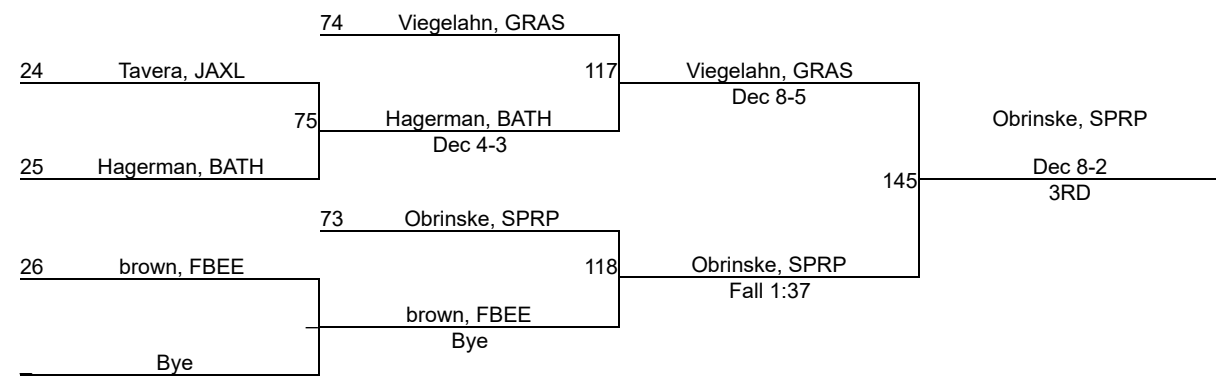 74 Viegelahn, GRAS
24 Tavera, JAXL
117 Viegelahn, GRAS
Dec 8-5
75 Hagerman, BATH
Dec 4-3
Obrinske, SPRP
25 Hagerman, BATH
145 Dec 8-2
3RD
73 Obrinske, SPRP
26 brown, FBEE
118 Obrinske, SPRP
Fall 1:37
_ brown, FBEE
Bye
_ Bye